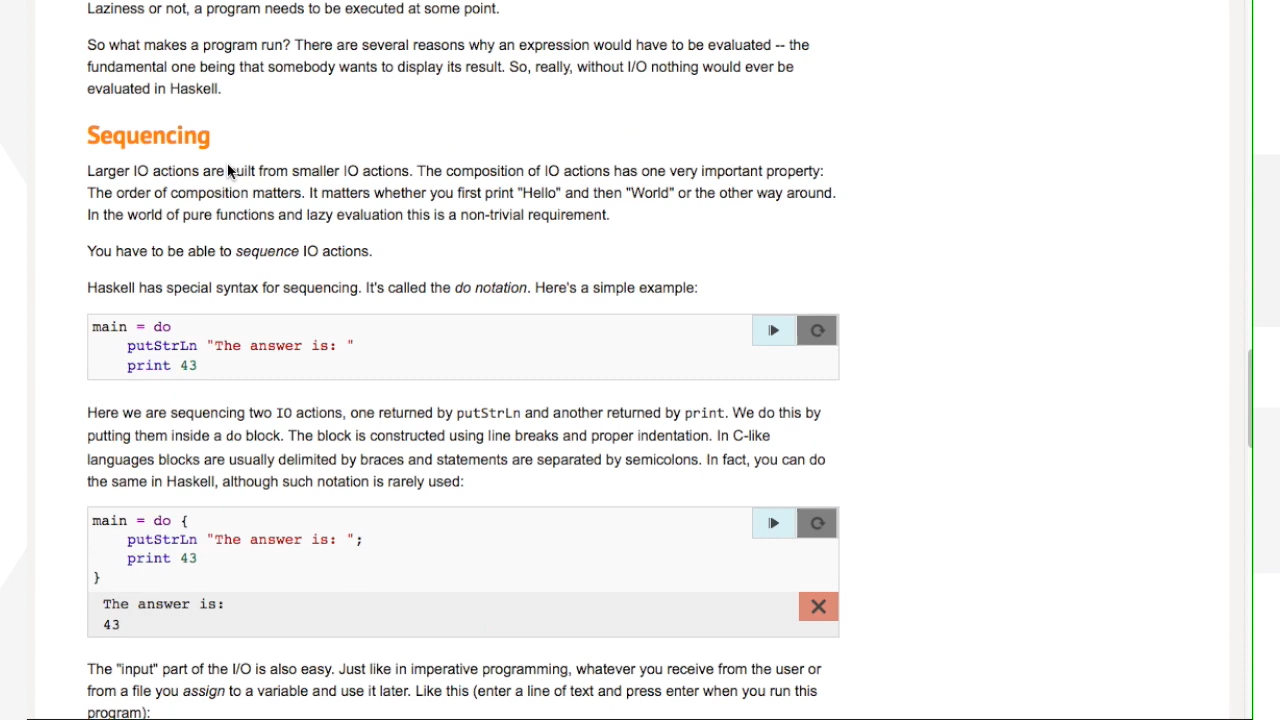 Laziness or not, a program needs to be executed at some point.
So what makes a program run? There are several reasons why an expression would have to be evaluated -- the
fundamental one being that somebody wants to display its result. So, really, without I/O nothing would ever be
evaluated in Haskell.
Sequencing
Larger IO actions are built from smaller IO actions. The composition of IO actions has one very important property:
The order of composition matters. It matters whether you first print "Hello" and then "World" or the other way around.
In the world of pure functions and lazy evaluation this is a non-trivial requirement.
You have to be able to sequence IO actions.
Haskell has special syntax for sequencing. It's called the do notation. Here's a simple example:
main = do
    putStrLn "The answer is: "
    print 43
Here we are sequencing two IO actions, one returned by putStrLn and another returned by print. We do this by
putting them inside a do block. The block is constructed using line breaks and proper indentation. In C-like
languages blocks are usually delimited by braces and statements are separated by semicolons. In fact, you can do
the same in Haskell, although such notation is rarely used:
main = do {
    putStrLn "The answer is: ";
    print 43
}
The answer is:
43
The "input" part of the I/O is also easy. Just like in imperative programming, whatever you receive from the user or
from a file you assign to a variable and use it later. Like this (enter a line of text and press enter when you run this
program):